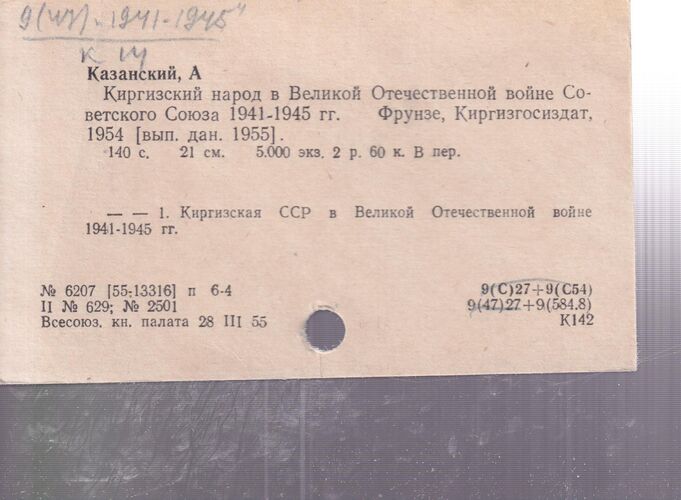 9(47)„1941-1945"
К 14
Казанский, А
Киргизский народ в Великой Отечественной войне Со-
ветского Союза 1941-1945 гг. Фрунзе, Киргизгосиздат,
1954 [вып. дан. 1955].
140 с. 21 см. 5.000 экз. 2 р. 60 к. В пер.
— — 1. Киргизская ССР в Великой Отечественной войне
1941-1945 гг.
№ 6207 [55-13316] п 6-4
II № 629; № 2501
Всесоюз. кн. палата 28 III 55
9(С)27+9(С54)
9(47)27+9(584.8)
К142